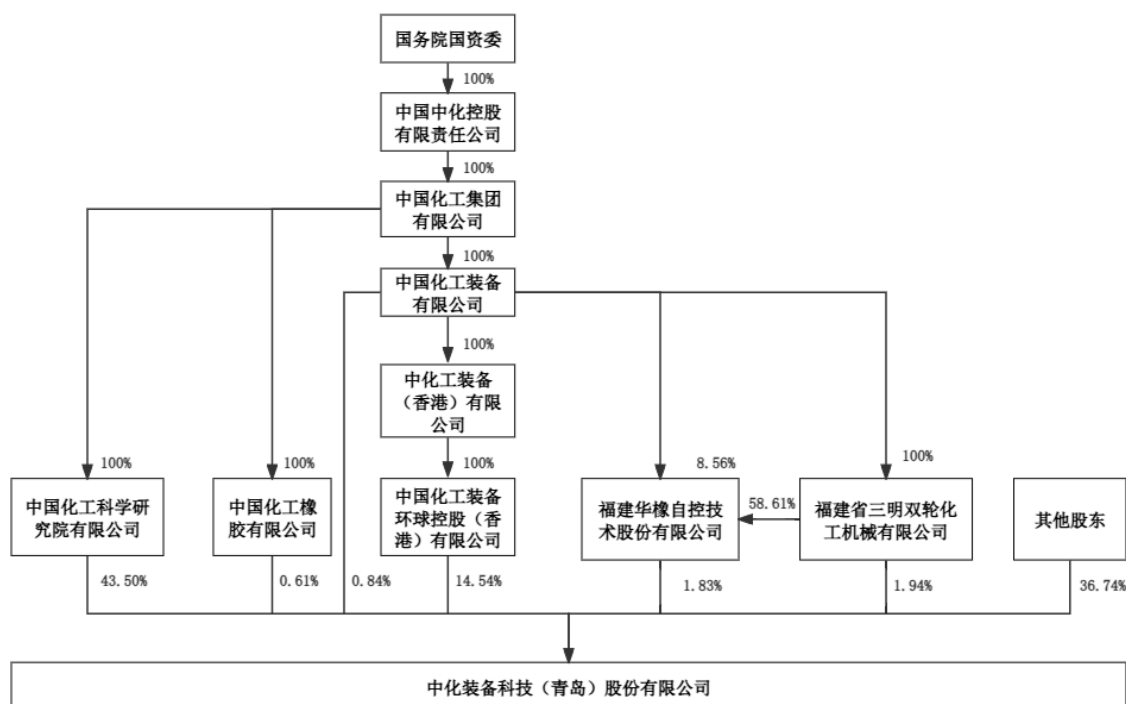 国务院国资委
100%
中国中化控股
有限责任公司
100%
中国化工集团
有限公司
100%
中国化工装备
有限公司
100%
中化工装备
（香港）有限
公司
100%
100%
100%
8.56%
100%
中国化工科学研
究院有限公司
中国化工橡
胶有限公司
中国化工装备
环球控股（香
港）有限公司
福建华橡自控技
术股份有限公司
58.61%
福建省三明双轮化
工机械有限公司
其他股东
43.50%
0.61%
0.84%
14.54%
1.83%
1.94%
36.74%
中化装备科技（青岛）股份有限公司